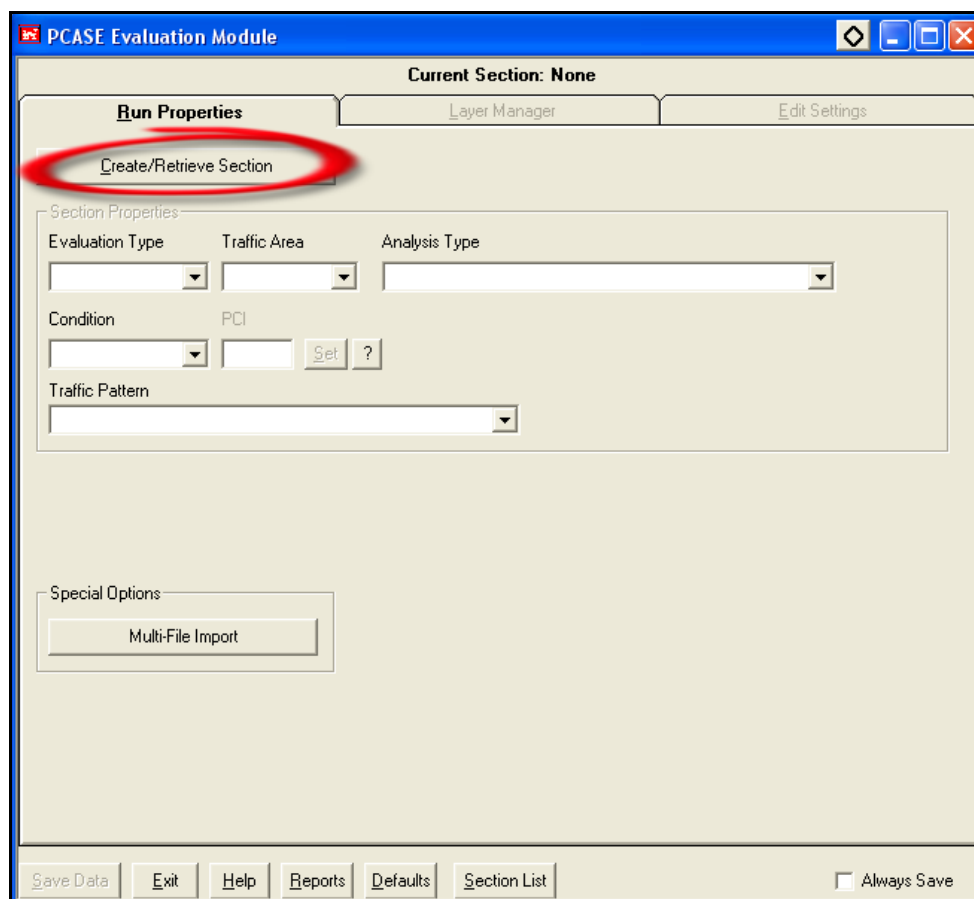 PCASE Evaluation Module
Current Section: None
Run Properties
Layer Manager
Edit Settings
Create/Retrieve Section
Section Properties
Evaluation Type Traffic Area Analysis Type
Condition PCI
Set ?
Traffic Pattern
Special Options
Multi-File Import
Save Data Exit Help Reports Defaults Section List Always Save